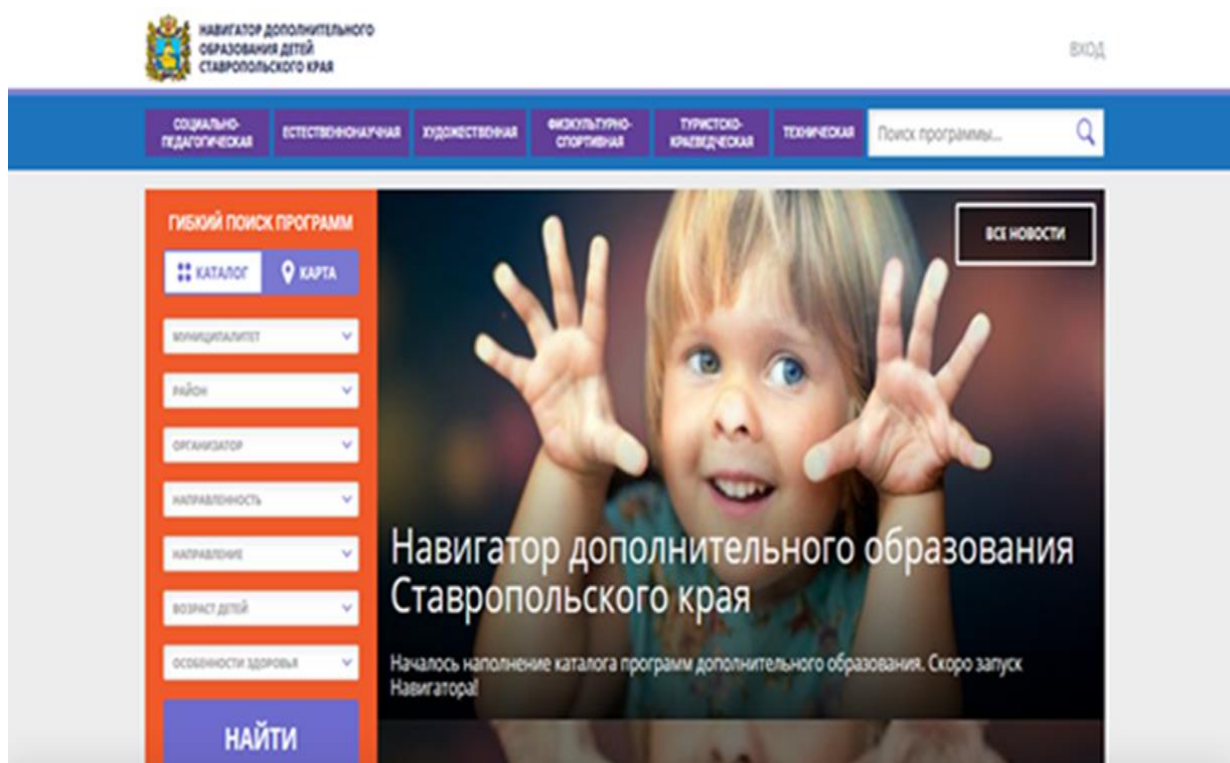 НАВИГАТОР ДОПОЛНИТЕЛЬНОГО
ОБРАЗОВАНИЯ ДЕТЕЙ
СТАВРОПОЛЬСКОГО КРАЯ
ВХОД
СОЦИАЛЬНО-
ПЕДАГОГИЧЕСКАЯ
ЕСТЕСТВЕННОНАУЧНАЯ
ХУДОЖЕСТВЕННАЯ
ФИЗКУЛЬТУРНО-
СПОРТИВНАЯ
ТУРИСТСКО-
КРАЕВЕДЧЕСКАЯ
ТЕХНИЧЕСКАЯ
Поиск программы...
ГИБКИЙ ПОИСК ПРОГРАММ
КАТАЛОГ
КАРТА
МУНИЦИПАЛИТЕТ
РАЙОН
ОРГАНИЗАТОР
НАПРАВЛЕННОСТЬ
НАПРАВЛЕНИЕ
ВОЗРАСТ ДЕТЕЙ
ОСОБЕННОСТИ ЗДОРОВЬЯ
НАЙТИ
ВСЕ НОВОСТИ
Навигатор дополнительного образования
Ставропольского края
Началось наполнение каталога программ дополнительного образования. Скоро запуск
Навигатора!